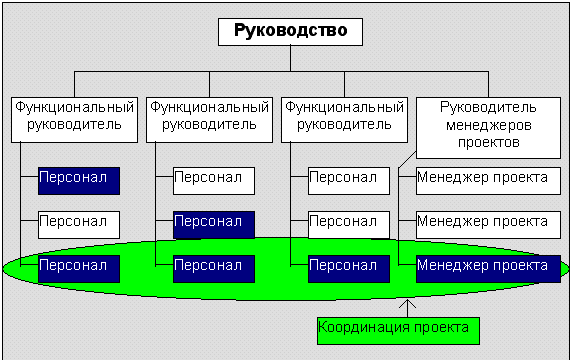 Руководство
Функциональный
руководитель
Функциональный
руководитель
Функциональный
руководитель
Руководитель
менеджеров
проектов
Персонал
Персонал
Персонал
Менеджер проекта
Персонал
Персонал
Персонал
Менеджер проекта
Персонал
Персонал
Персонал
Менеджер проекта
Координация проекта